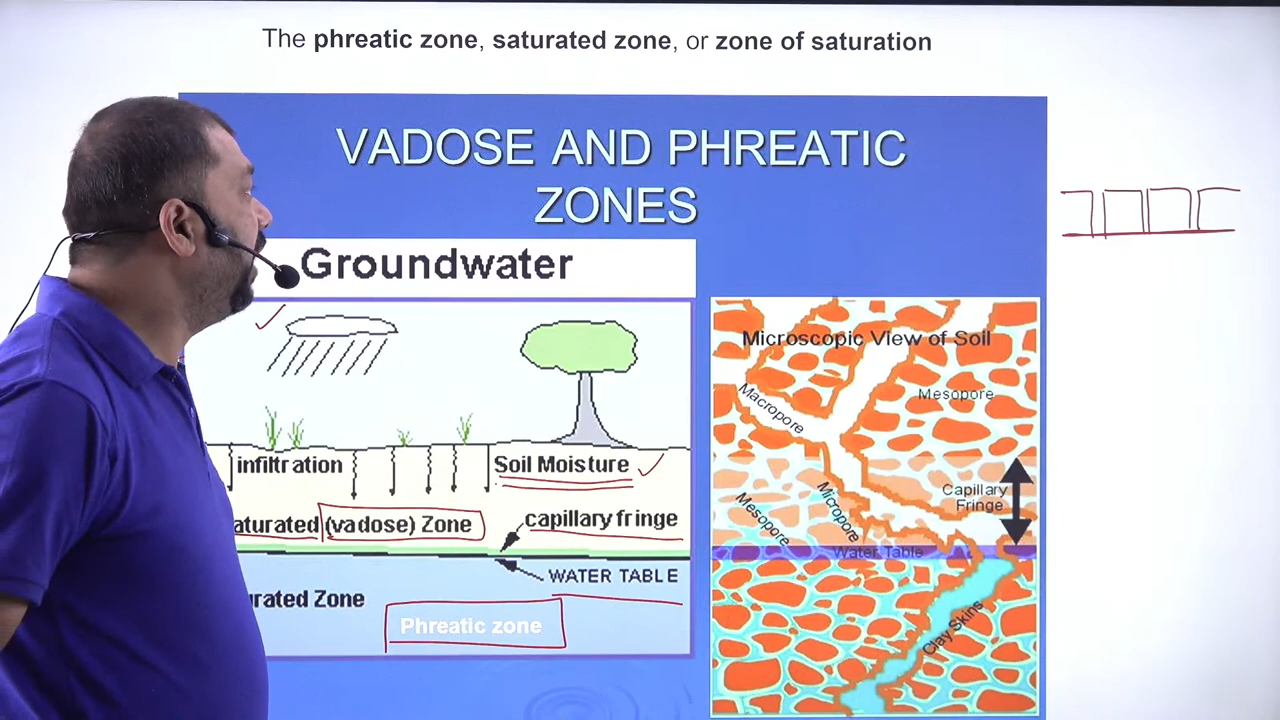 The phreatic zone, saturated zone, or zone of saturation
VADOSE AND PHREATIC
ZONES
Groundwater
infiltration
Soil Moisture
aturated (vadose) Zone
capillary fringe
WATER TABLE
rated Zone
Phreatic zone
Microscopic View of Soil
Macropore
Mesopore
Capillary
Fringe
Mesopore
Micropore
Water Table
Clay Skins